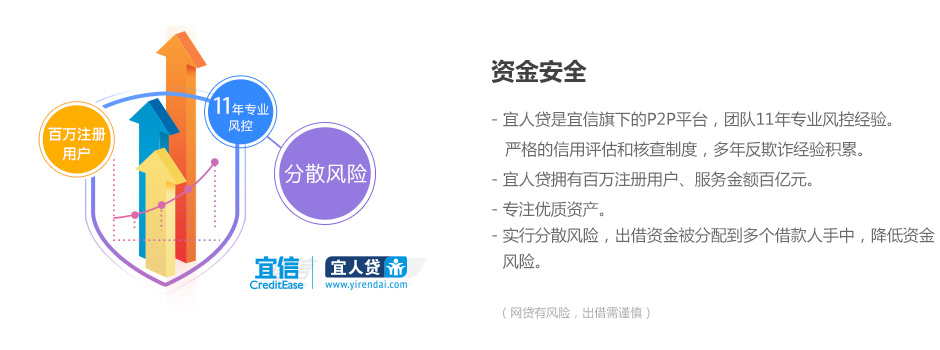 百万注册
用户
11年专业
风控
分散风险
宜信
CreditEase
宜人贷
www.yirendai.com
资金安全
- 宜人贷是宜信旗下的P2P平台，团队11年专业风控经验。
严格的信用评估和核查制度，多年反欺诈经验积累。
- 宜人贷拥有百万注册用户、服务金额百亿元。
- 专注优质资产。
- 实行分散风险，出借资金被分配到多个借款人手中，降低资金
风险。
（ 网贷有风险，出借需谨慎 ）